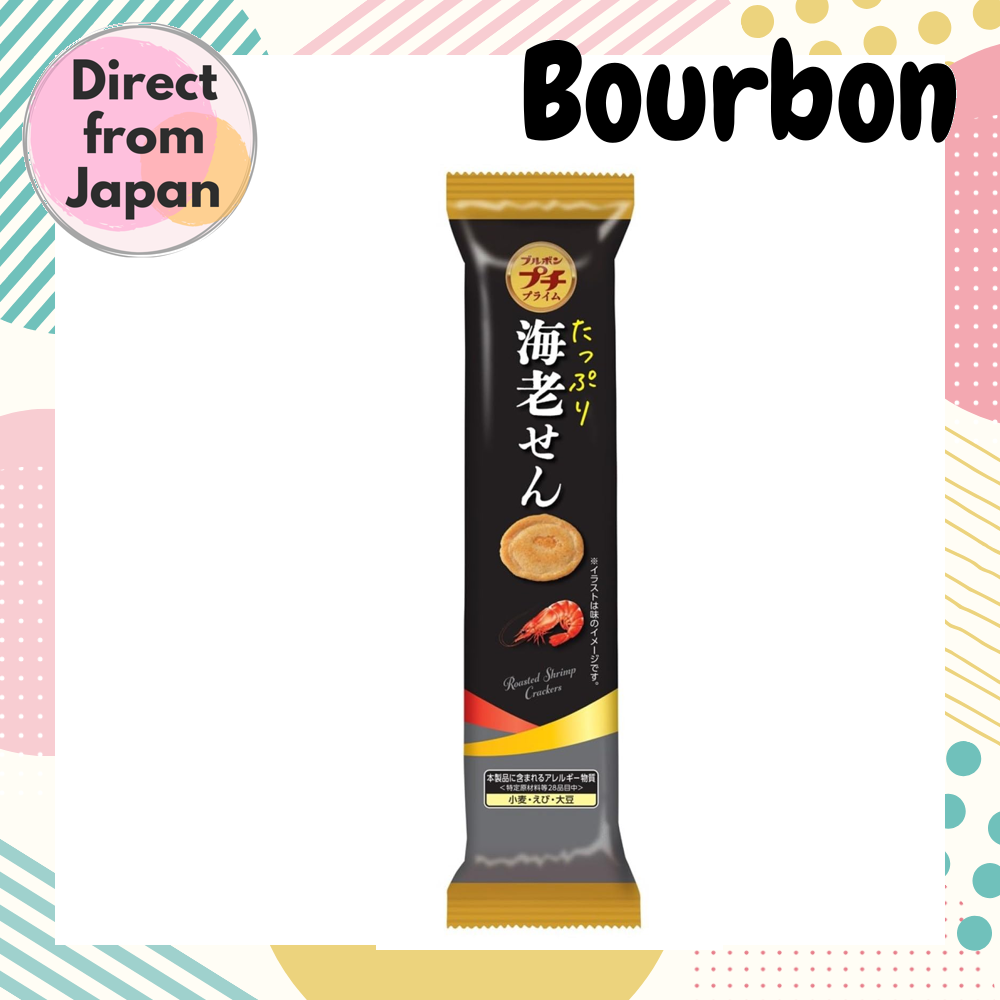 Direct
from
Japan
Bourbon
ブルボン
プチ
プライム
たっぷり
海老せん
※イラストは味のイメージです。
Roasted Shrimp
Crackers
本製品に含まれるアレルギー物質
＜特定原材料等28品目中＞
小麦・えび・大豆